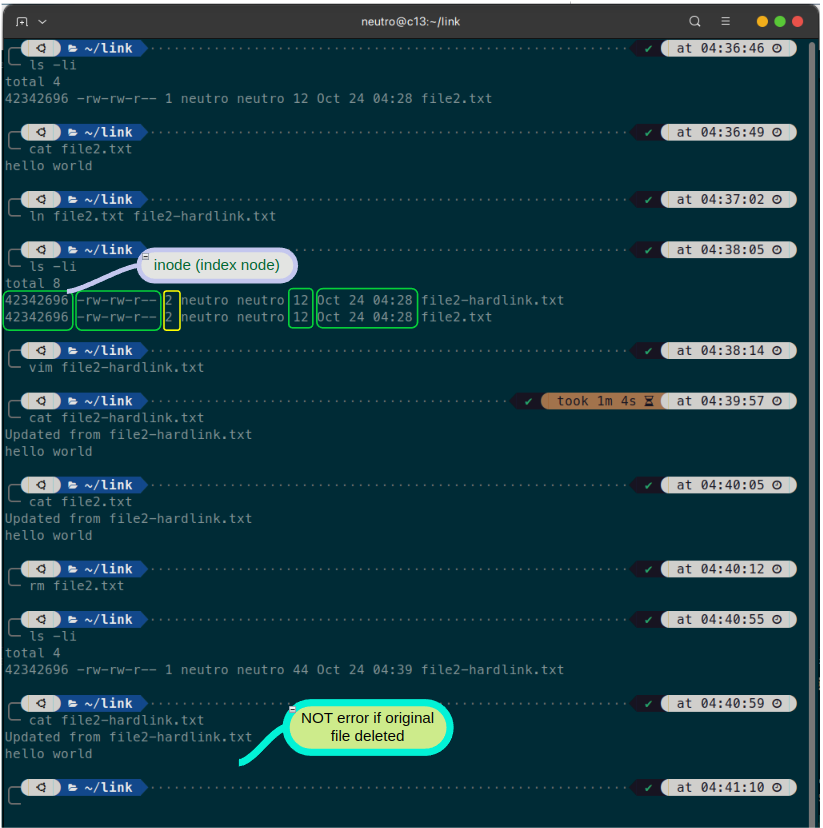 neutro@c13:~/link
~/link ✓ at 04:36:46
ls -li
total 4
42342696 -rw-rw-r-- 1 neutro neutro 12 Oct 24 04:28 file2.txt
~/link ✓ at 04:36:49
cat file2.txt
hello world
~/link ✓ at 04:37:02
ln file2.txt file2-hardlink.txt
~/link ✓ at 04:38:05
ls -li
inode (index node)
total 8
42342696 -rw-rw-r-- 2 neutro neutro 12 Oct 24 04:28 file2-hardlink.txt
42342696 -rw-rw-r-- 2 neutro neutro 12 Oct 24 04:28 file2.txt
~/link ✓ at 04:38:14
vim file2-hardlink.txt
~/link ✓ took 1m 4s at 04:39:57
cat file2-hardlink.txt
Updated from file2-hardlink.txt
hello world
~/link ✓ at 04:40:05
cat file2.txt
Updated from file2-hardlink.txt
hello world
~/link ✓ at 04:40:12
rm file2.txt
~/link ✓ at 04:40:55
ls -li
total 4
42342696 -rw-rw-r-- 1 neutro neutro 44 Oct 24 04:39 file2-hardlink.txt
~/link ✓ at 04:40:59
cat file2-hardlink.txt
Updated from file2-hardlink.txt
hello world
NOT error if original
file deleted
~/link ✓ at 04:41:10